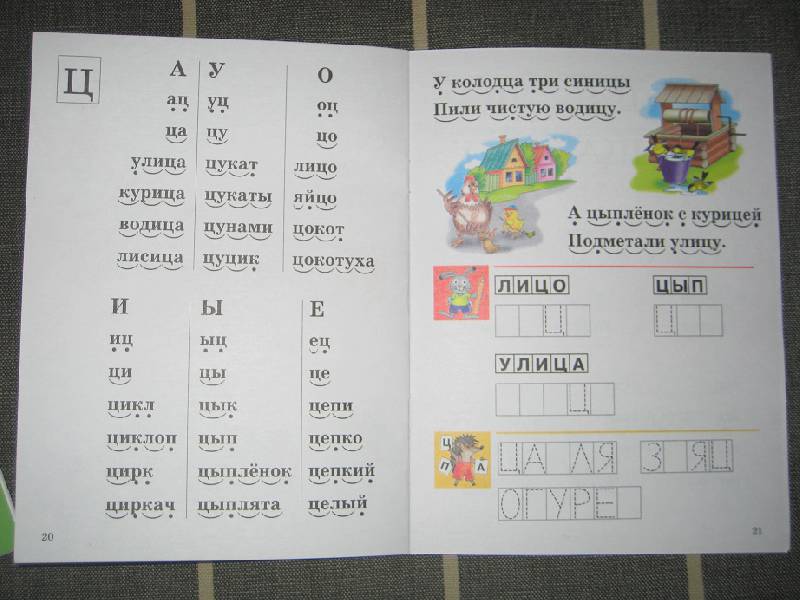 Ц
А У О
ац уц оц
ца цу цо
улица цукат лицо
курица цукаты яйцо
водица цунами цокот
лисица цуцик цокотуха
И Ы Е
иц ыц ец
ци цы це
цикл цык цепи
циклоп цып цепко
цирк цыплёнок цепкий
циркач цыплята целый
20
У колодца три синицы
Пили чистую водицу.
А цыплёнок с курицей
Подметали улицу.
ЛИЦО ЦЫП
Ц Ц
УЛИЦА
Ц
Ц П А
ЦА ЛЯ З ЯЦ
ОГУРЕ
21